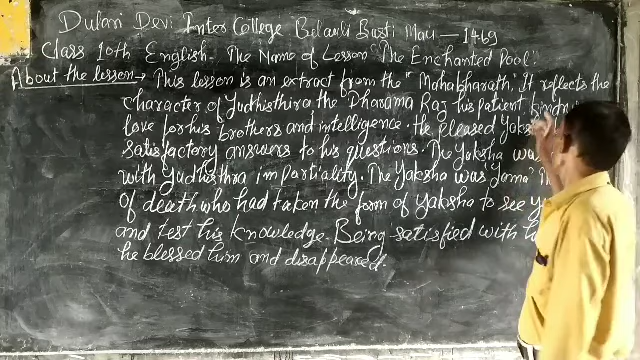 Dulari Devi Inter College Belauli Basti Mau — 1469
Class 10th English. The Name of Lesson "The Enchanted Pool".
About the lesson → This lesson is an extract from the "Mahabharath." It reflects the
character of Yudhisthira the Dharama Raj his patient
love for his brothers and intelligence. He pleased
satisfactory answers to his questions. The Yaksha was
with Yudhisthra impartiality. The Yaksha was "Yama"
of death who had taken the form of Yaksha to see
and test his knowledge. Being satisfied with
he blessed him and disappeaced.